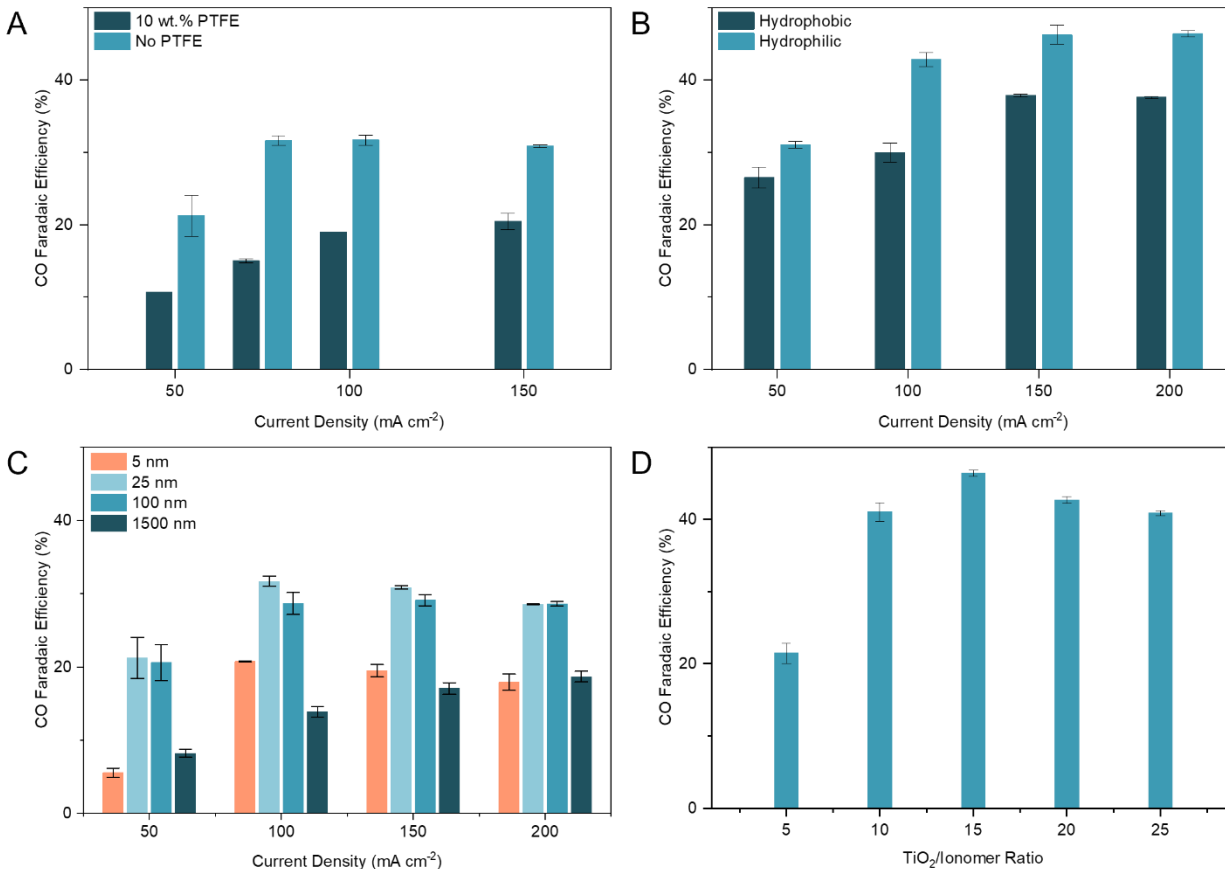 A
10 wt.% PTFE
No PTFE
CO Faradaic Efficiency (%)
40
20
0
50
100
150
Current Density (mA cm⁻²)
B
Hydrophobic
Hydrophilic
CO Faradaic Efficiency (%)
40
20
0
50
100
150
200
Current Density (mA cm⁻²)
C
5 nm
25 nm
100 nm
1500 nm
CO Faradaic Efficiency (%)
40
20
0
50
100
150
200
Current Density (mA cm⁻²)
D
CO Faradaic Efficiency (%)
40
20
0
5
10
15
20
25
TiO₂/Ionomer Ratio